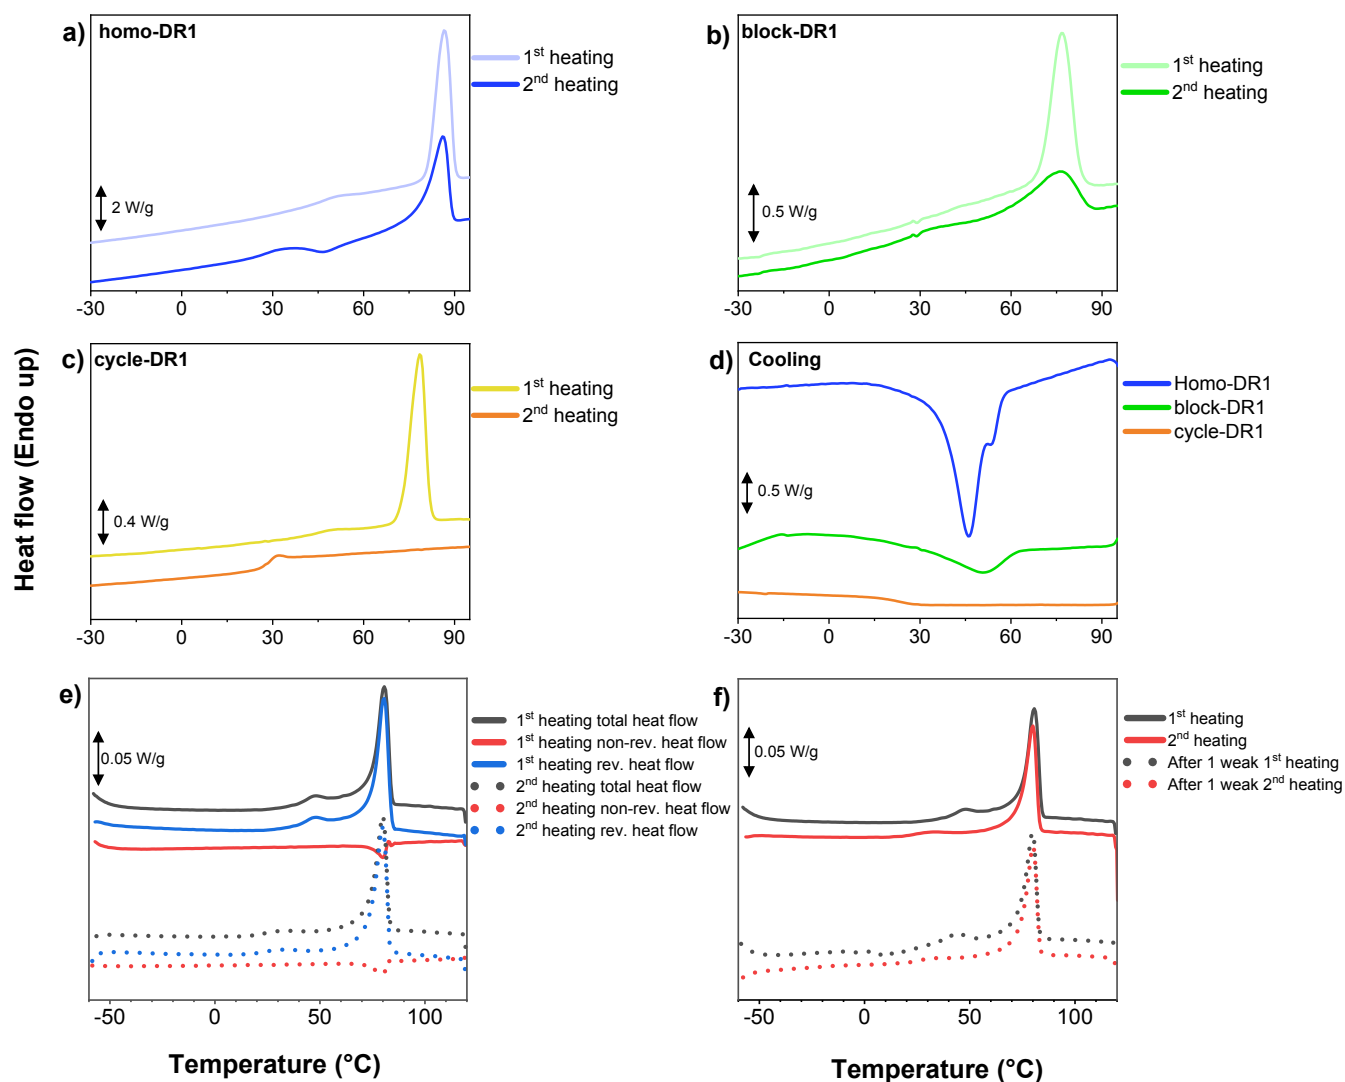 a) homo-DR1
1st heating
2nd heating
2 W/g
-30 0 30 60 90
b) block-DR1
1st heating
2nd heating
0.5 W/g
-30 0 30 60 90
Heat flow (Endo up)
c) cycle-DR1
1st heating
2nd heating
0.4 W/g
-30 0 30 60 90
d) Cooling
Homo-DR1
block-DR1
cycle-DR1
0.5 W/g
-30 0 30 60 90
e)
0.05 W/g
1st heating total heat flow
1st heating non-rev. heat flow
1st heating rev. heat flow
2nd heating total heat flow
2nd heating non-rev. heat flow
2nd heating rev. heat flow
-50 0 50 100
Temperature (°C)
f)
0.05 W/g
1st heating
2nd heating
After 1 weak 1st heating
After 1 weak 2nd heating
-50 0 50 100
Temperature (°C)